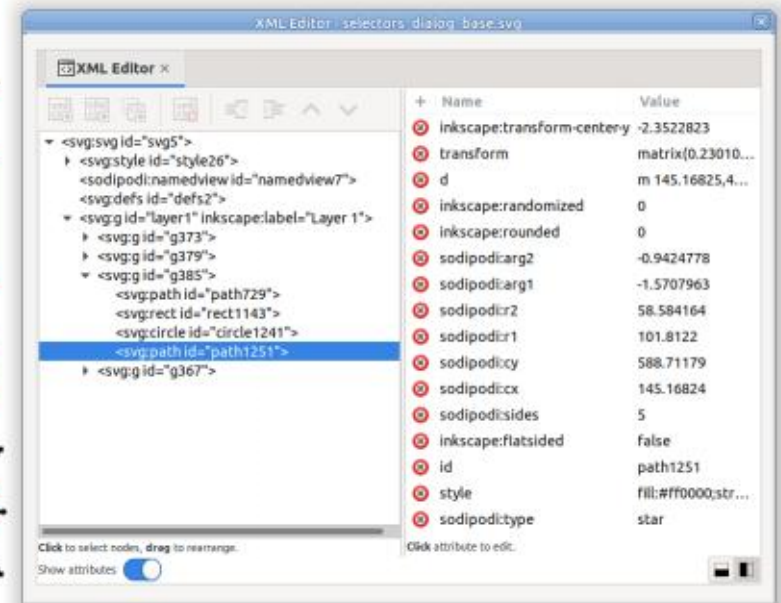 XML Editor - selectors_dialog_base.svg
XML Editor ×
<svg:svg id="svg5">
<svg:style id="style26">
<sodipodi:namedview id="namedview7">
<svg:defs id="defs2">
<svg:g id="layer1" inkscape:label="Layer 1">
<svg:g id="g373">
<svg:g id="g379">
<svg:g id="g385">
<svg:path id="path729">
<svg:rect id="rect1143">
<svg:circle id="circle1241">
<svg:path id="path1251">
<svg:g id="g367">
Click to select nodes, drag to rearrange.
Show attributes
+ Name Value
inkscape:transform-center-y -2.3522823
transform matrix(0.23010...
d m 145.16825,4...
inkscape:randomized 0
inkscape:rounded 0
sodipodi:arg2 -0.9424778
sodipodi:arg1 -1.5707963
sodipodi:r2 58.584164
sodipodi:r1 101.8122
sodipodi:cy 588.71179
sodipodi:cx 145.16824
sodipodi:sides 5
inkscape:flatsided false
id path1251
style fill:#ff0000;str...
sodipodi:type star
Click attribute to edit.